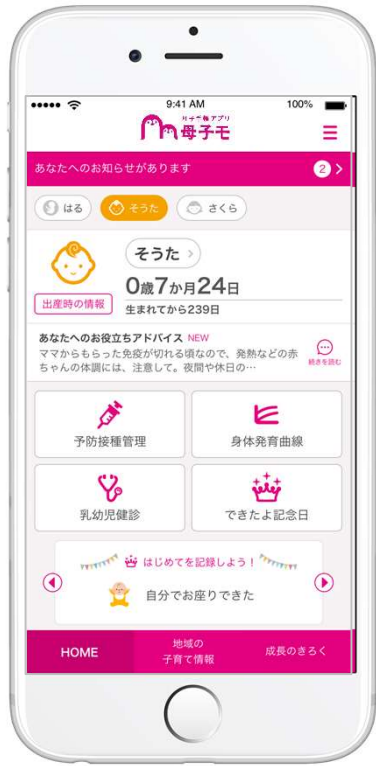 9:41 AM
100%
母子手帳アプリ
母子モ
あなたへのお知らせがあります
2
はる
そうた
さくら
そうた
0歳7か月24日
出産時の情報
生まれてから239日
あなたへのお役立ちアドバイス NEW
ママからもらった免疫が切れる頃なので、発熱などの赤
ちゃんの体調には、注意して。夜間や休日の…
続きを読む
予防接種管理
身体発育曲線
乳幼児健診
できたよ記念日
はじめてを記録しよう!
自分でお座りできた
HOME
地域の
子育て情報
成長のきろく